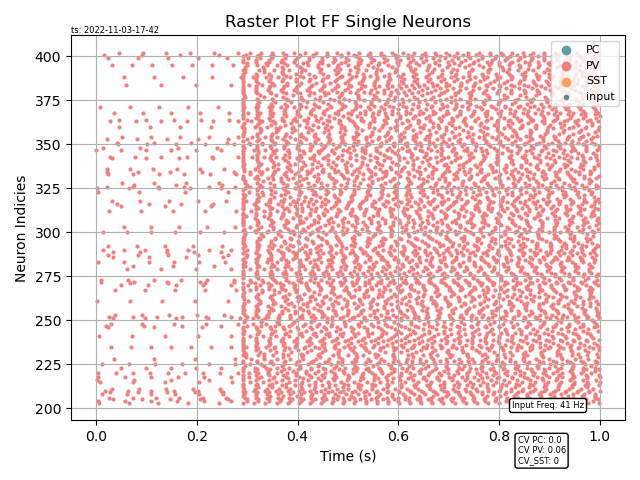 Raster Plot FF Single Neurons
ts: 2022-11-03-17-42
PC
PV
SST
input
400
375
350
325
300
275
250
225
200
Neuron Indicies
0.0 0.2 0.4 0.6 0.8 1.0
Time (s)
Input Freq: 41 Hz
CV PC: 0.0
CV PV: 0.06
CV_SST: 0